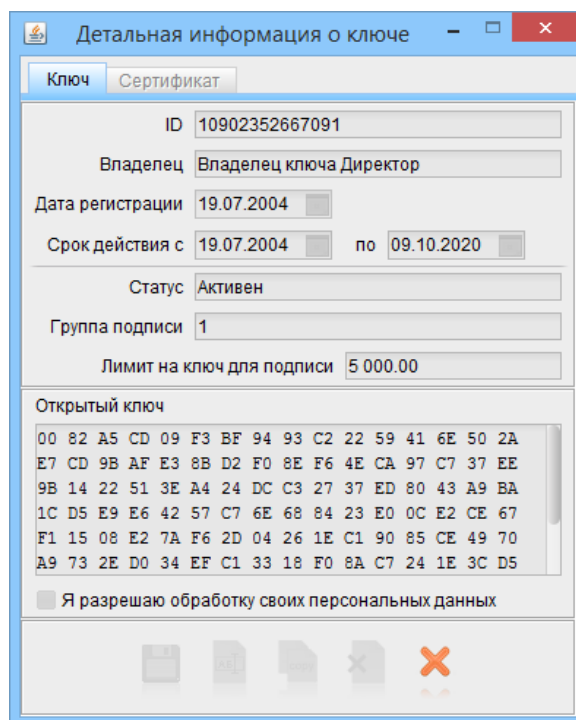 Детальная информация о ключе
Ключ Сертификат
ID 10902352667091
Владелец Владелец ключа Директор
Дата регистрации 19.07.2004
Срок действия с 19.07.2004 по 09.10.2020
Статус Активен
Группа подписи 1
Лимит на ключ для подписи 5 000.00
Открытый ключ
00 82 A5 CD 09 F3 BF 94 93 C2 22 59 41 6E 50 2A
E7 CD 9B AF E3 8B D2 F0 8E F6 4E CA 97 C7 37 EE
9B 14 22 51 3E A4 24 DC C3 27 37 ED 80 43 A9 BA
1C D5 E9 E6 42 57 C7 6E 68 84 23 E0 0C E2 CE 67
F1 15 08 E2 7A F6 2D 04 26 1E C1 90 85 CE 49 70
A9 73 2E D0 34 EF C1 33 18 F0 8A C7 24 1E 3C D5
Я разрешаю обработку своих персональных данных